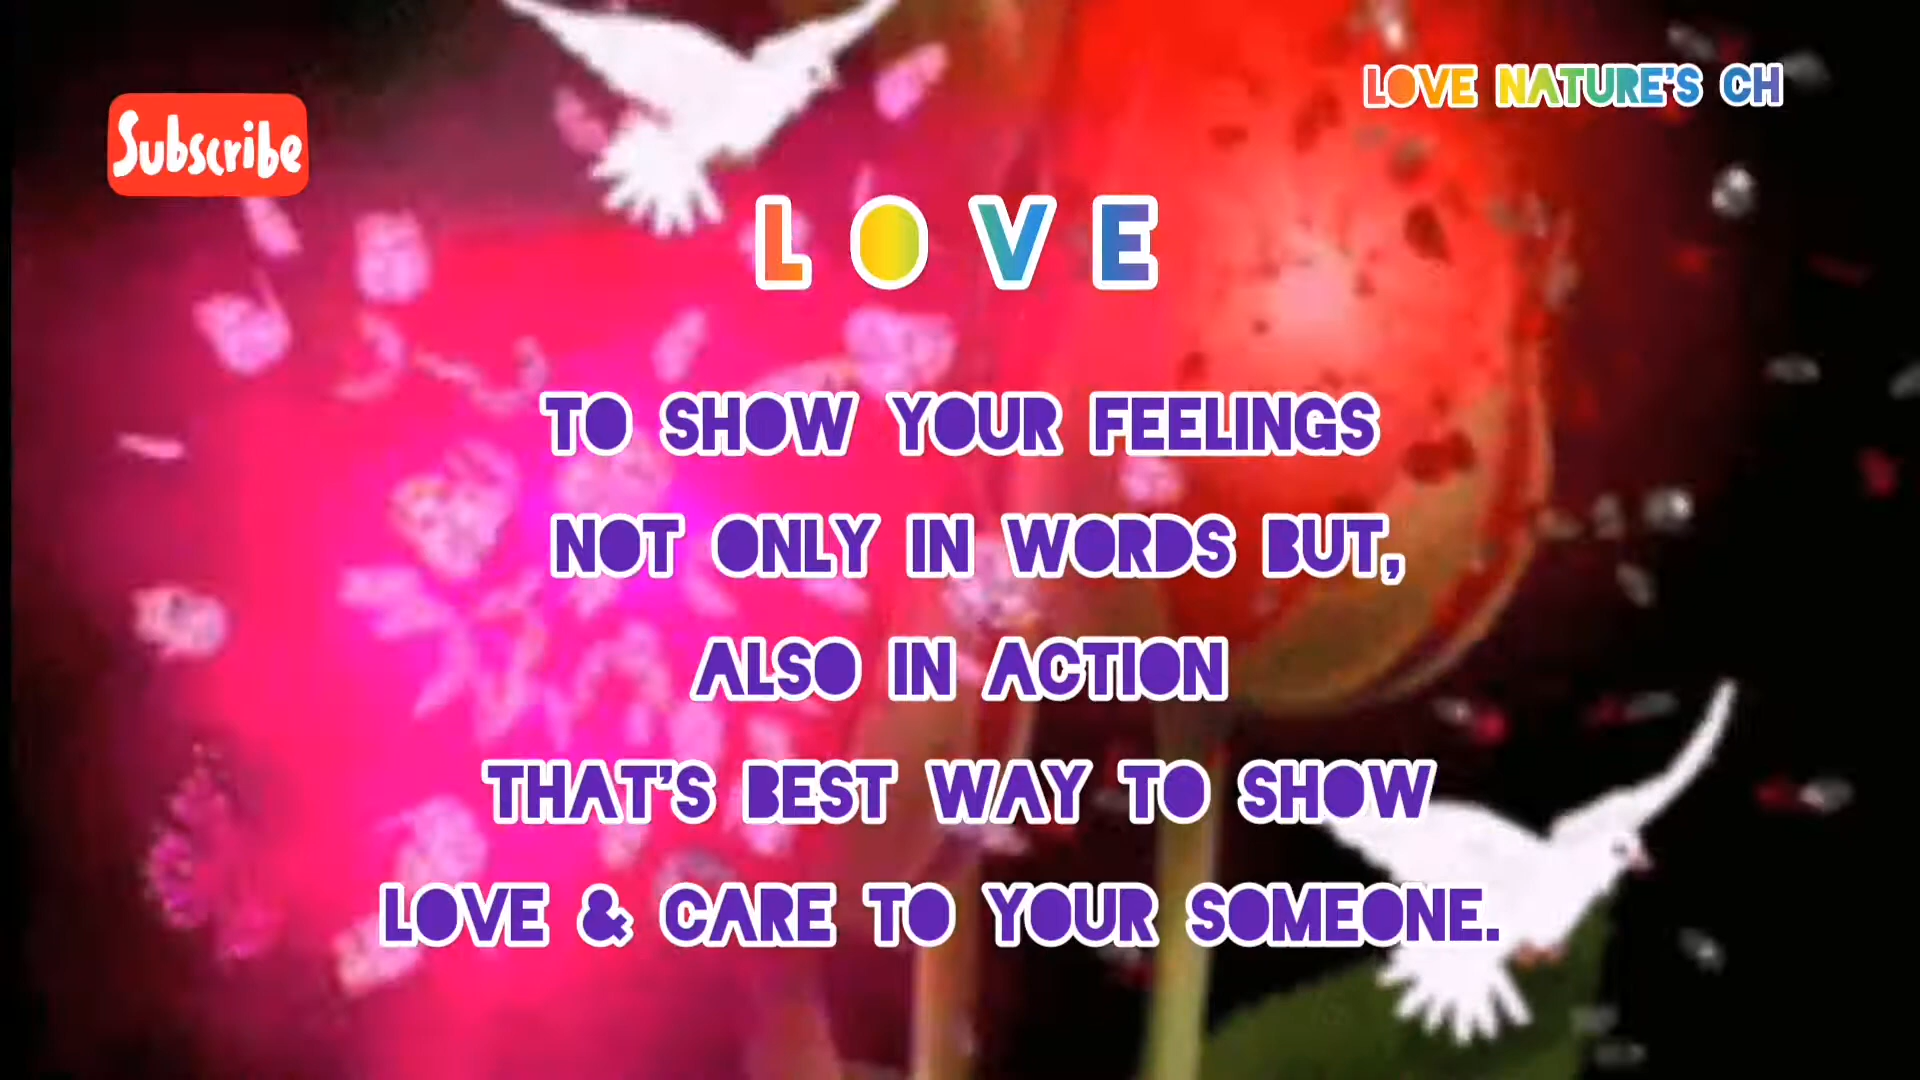 LOVE NATURE'S CH
Subscribe
LOVE
TO SHOW YOUR FEELINGS
NOT ONLY IN WORDS BUT,
ALSO IN ACTION
THAT'S BEST WAY TO SHOW
LOVE & CARE TO YOUR SOMEONE.